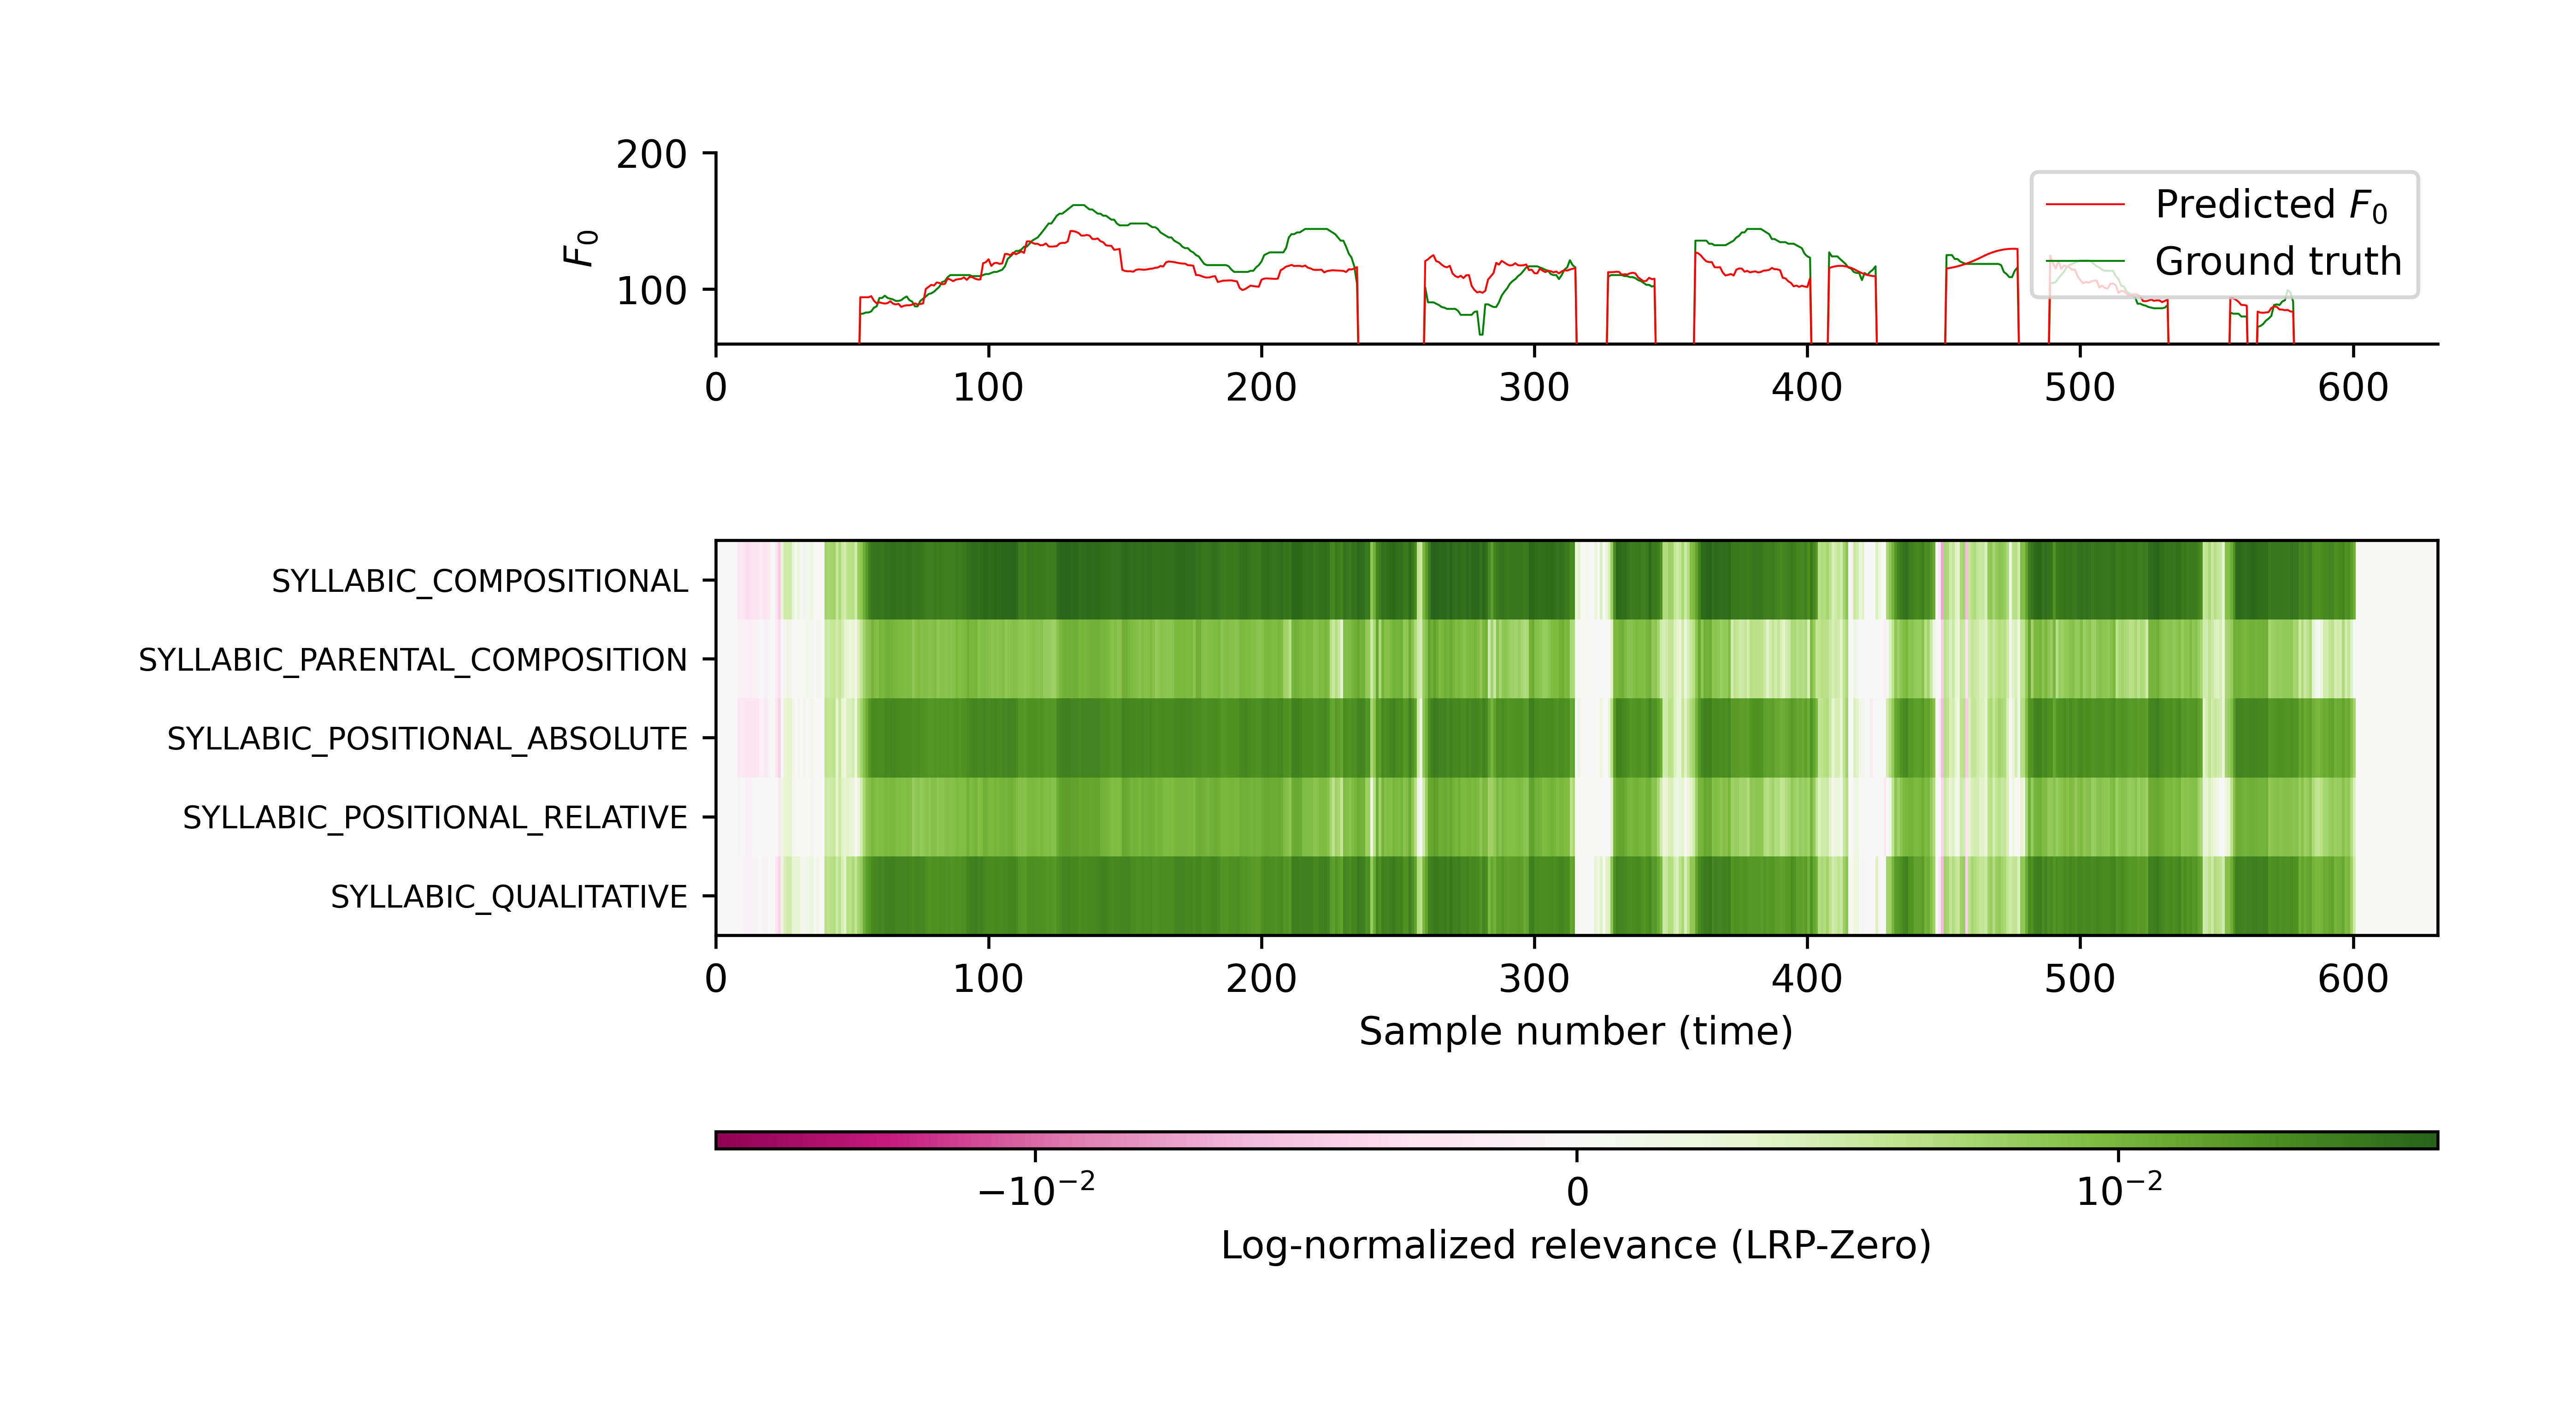 200
100
F₀
Predicted F₀
Ground truth
0 100 200 300 400 500 600
SYLLABIC_COMPOSITIONAL
SYLLABIC_PARENTAL_COMPOSITION
SYLLABIC_POSITIONAL_ABSOLUTE
SYLLABIC_POSITIONAL_RELATIVE
SYLLABIC_QUALITATIVE
0 100 200 300 400 500 600
Sample number (time)
−10⁻² 0 10⁻²
Log-normalized relevance (LRP-Zero)